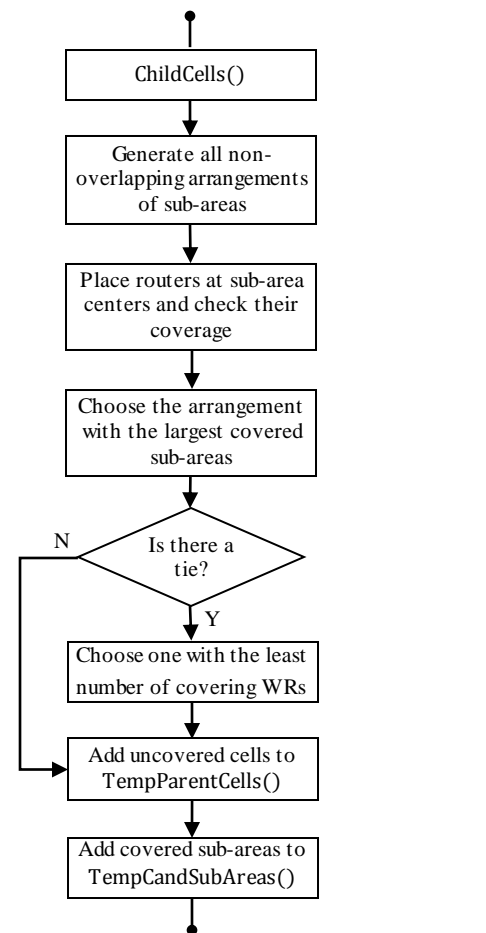 ChildCells()
Generate all non-
overlapping arrangements
of sub-areas
Place routers at sub-area
centers and check their
coverage
Choose the arrangement
with the largest covered
sub-areas
Is there a
tie?
N
Y
Choose one with the least
number of covering WRs
Add uncovered cells to
TempParentCells()
Add covered sub-areas to
TempCandSubAreas()